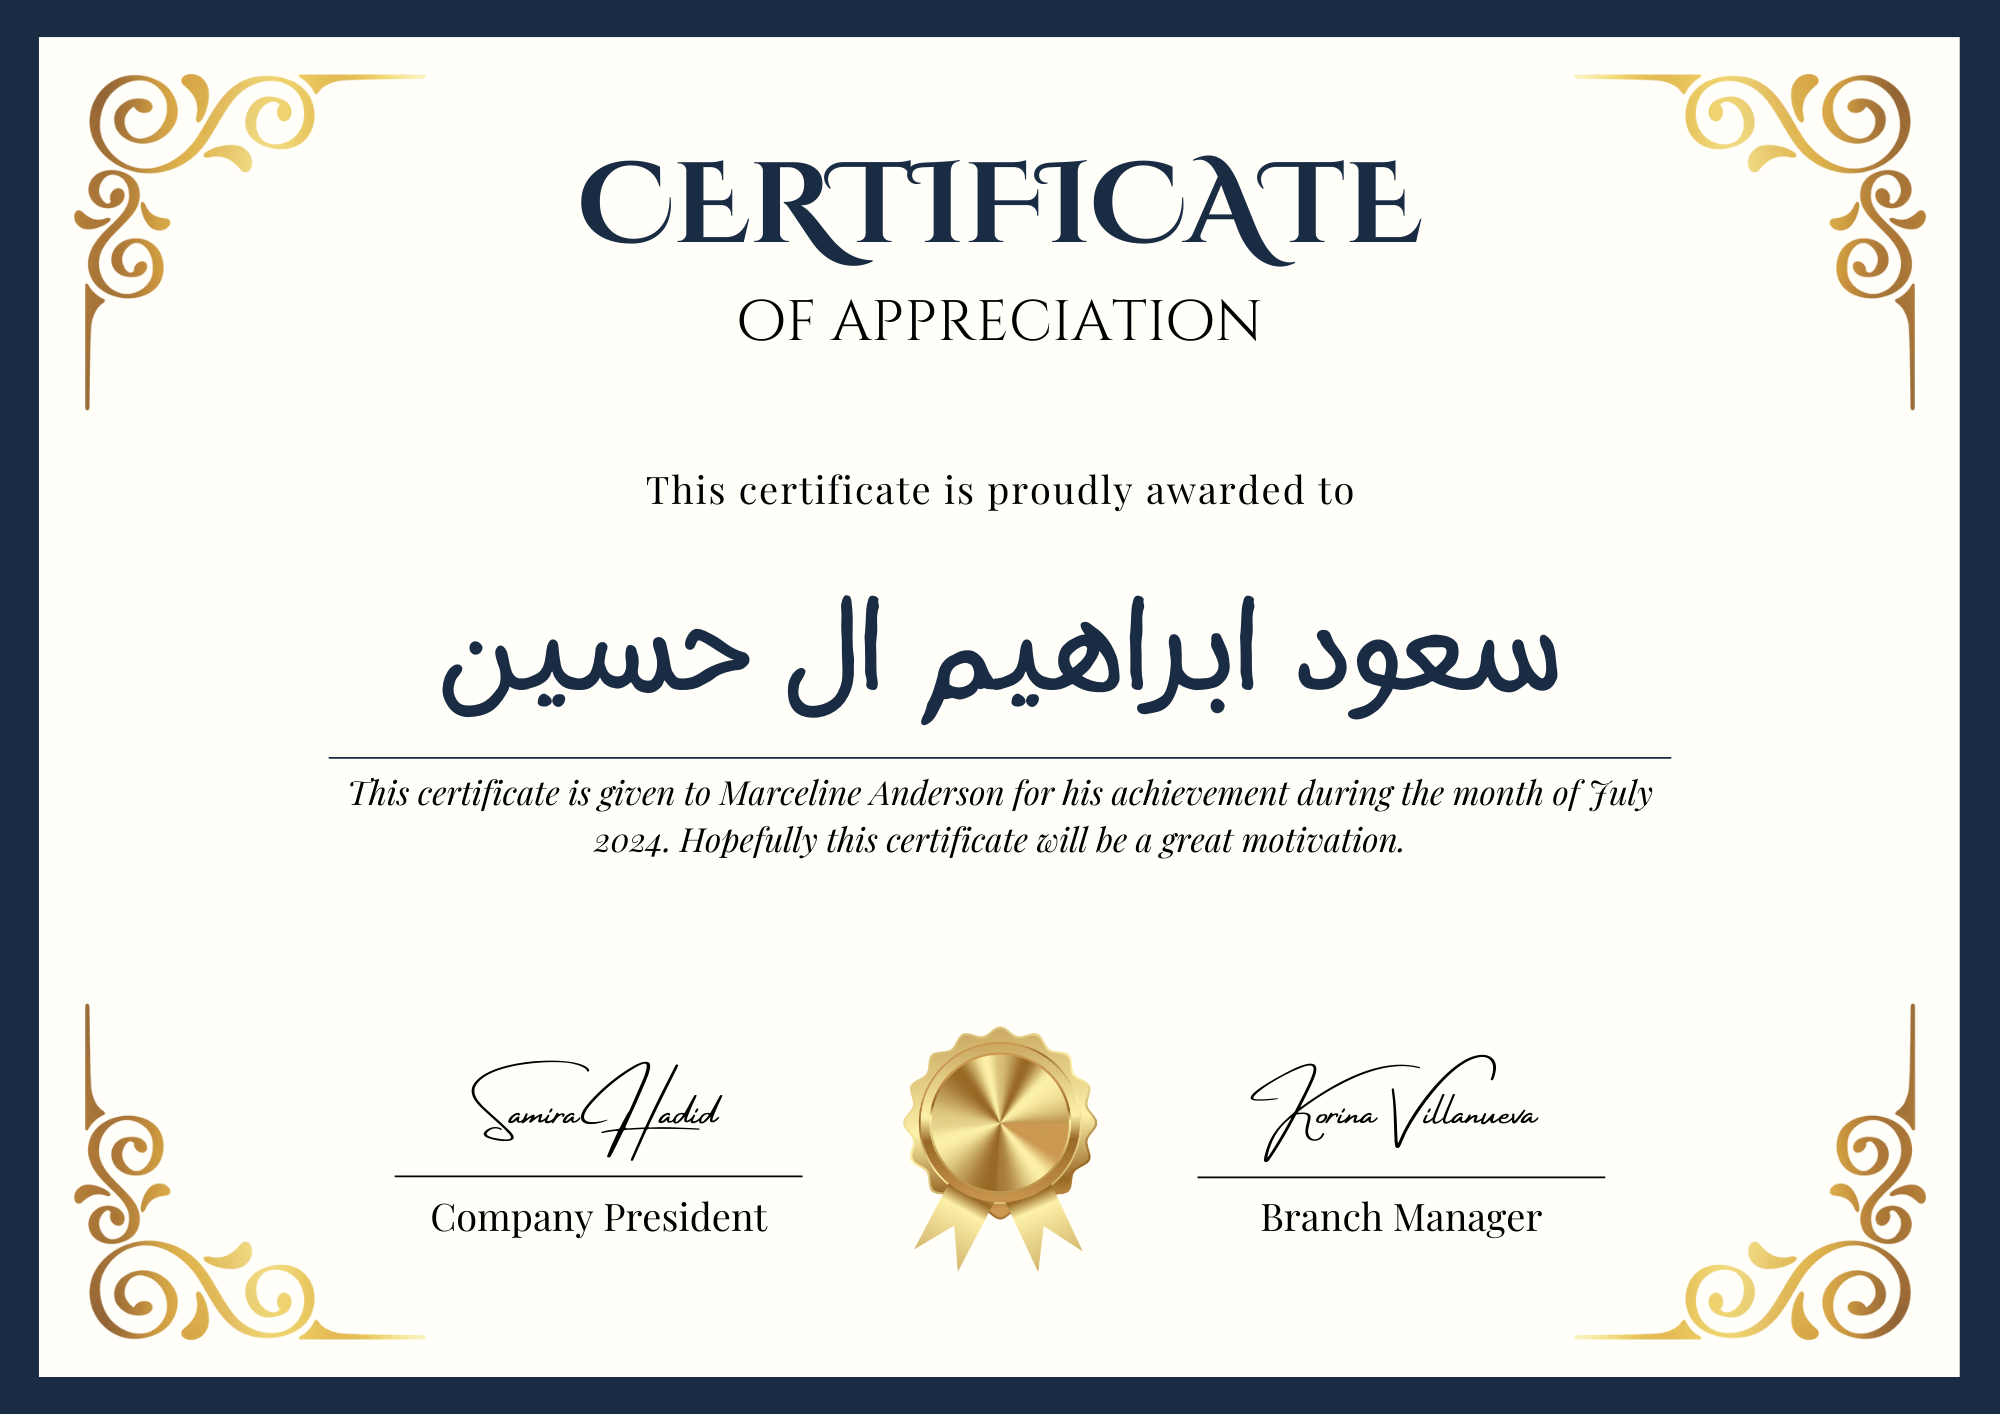 CERTIFICATE
OF APPRECIATION
This certificate is proudly awarded to
سعود ابراهيم ال حسين
This certificate is given to Marceline Anderson for his achievement during the month of July
2024. Hopefully this certificate will be a great motivation.
Samira Hadid
Korina Villanueva
Company President
Branch Manager